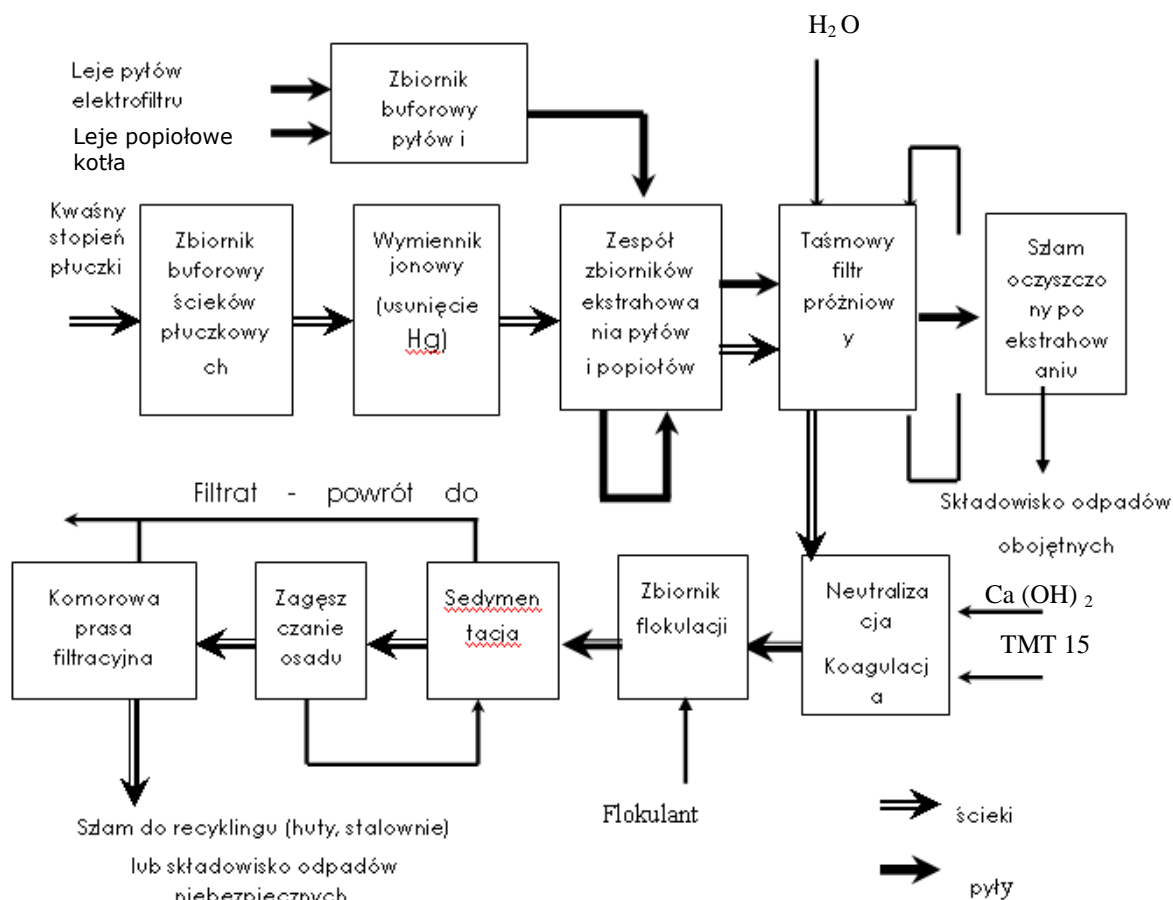 H₂O
Leje pyłów
elektrofiltru
Leje popiołowe
kotła
Zbiornik
buforowy
pyłów i
Kwaśny
stopień
płuczki
Zbiornik
buforowy
ścieków
płuczkowy
ch
Wymiennik
jonowy
(usunięcie
Hg)
Zespół
zbiorników
ekstrahowa
nia pyłów
i popiołów
Taśmowy
filtr
próżniow
y
Szlam
oczyszczo
ny po
ekstrahow
aniu
Składowisko odpadów
obojętnych
Filtrat - powrót do
Komorowa
prasa
filtracyjna
Zagęsz
czanie
osadu
Sedymen
tacja
Zbiornik
flokulacji
Neutraliza
cja
Koagulacj
a
Ca (OH) ₂
TMT 15
Flokulant
Szlam do recyklingu (huty, stalownie)
lub składowisko odpadów
niebezpiecznych
ścieki
pyły